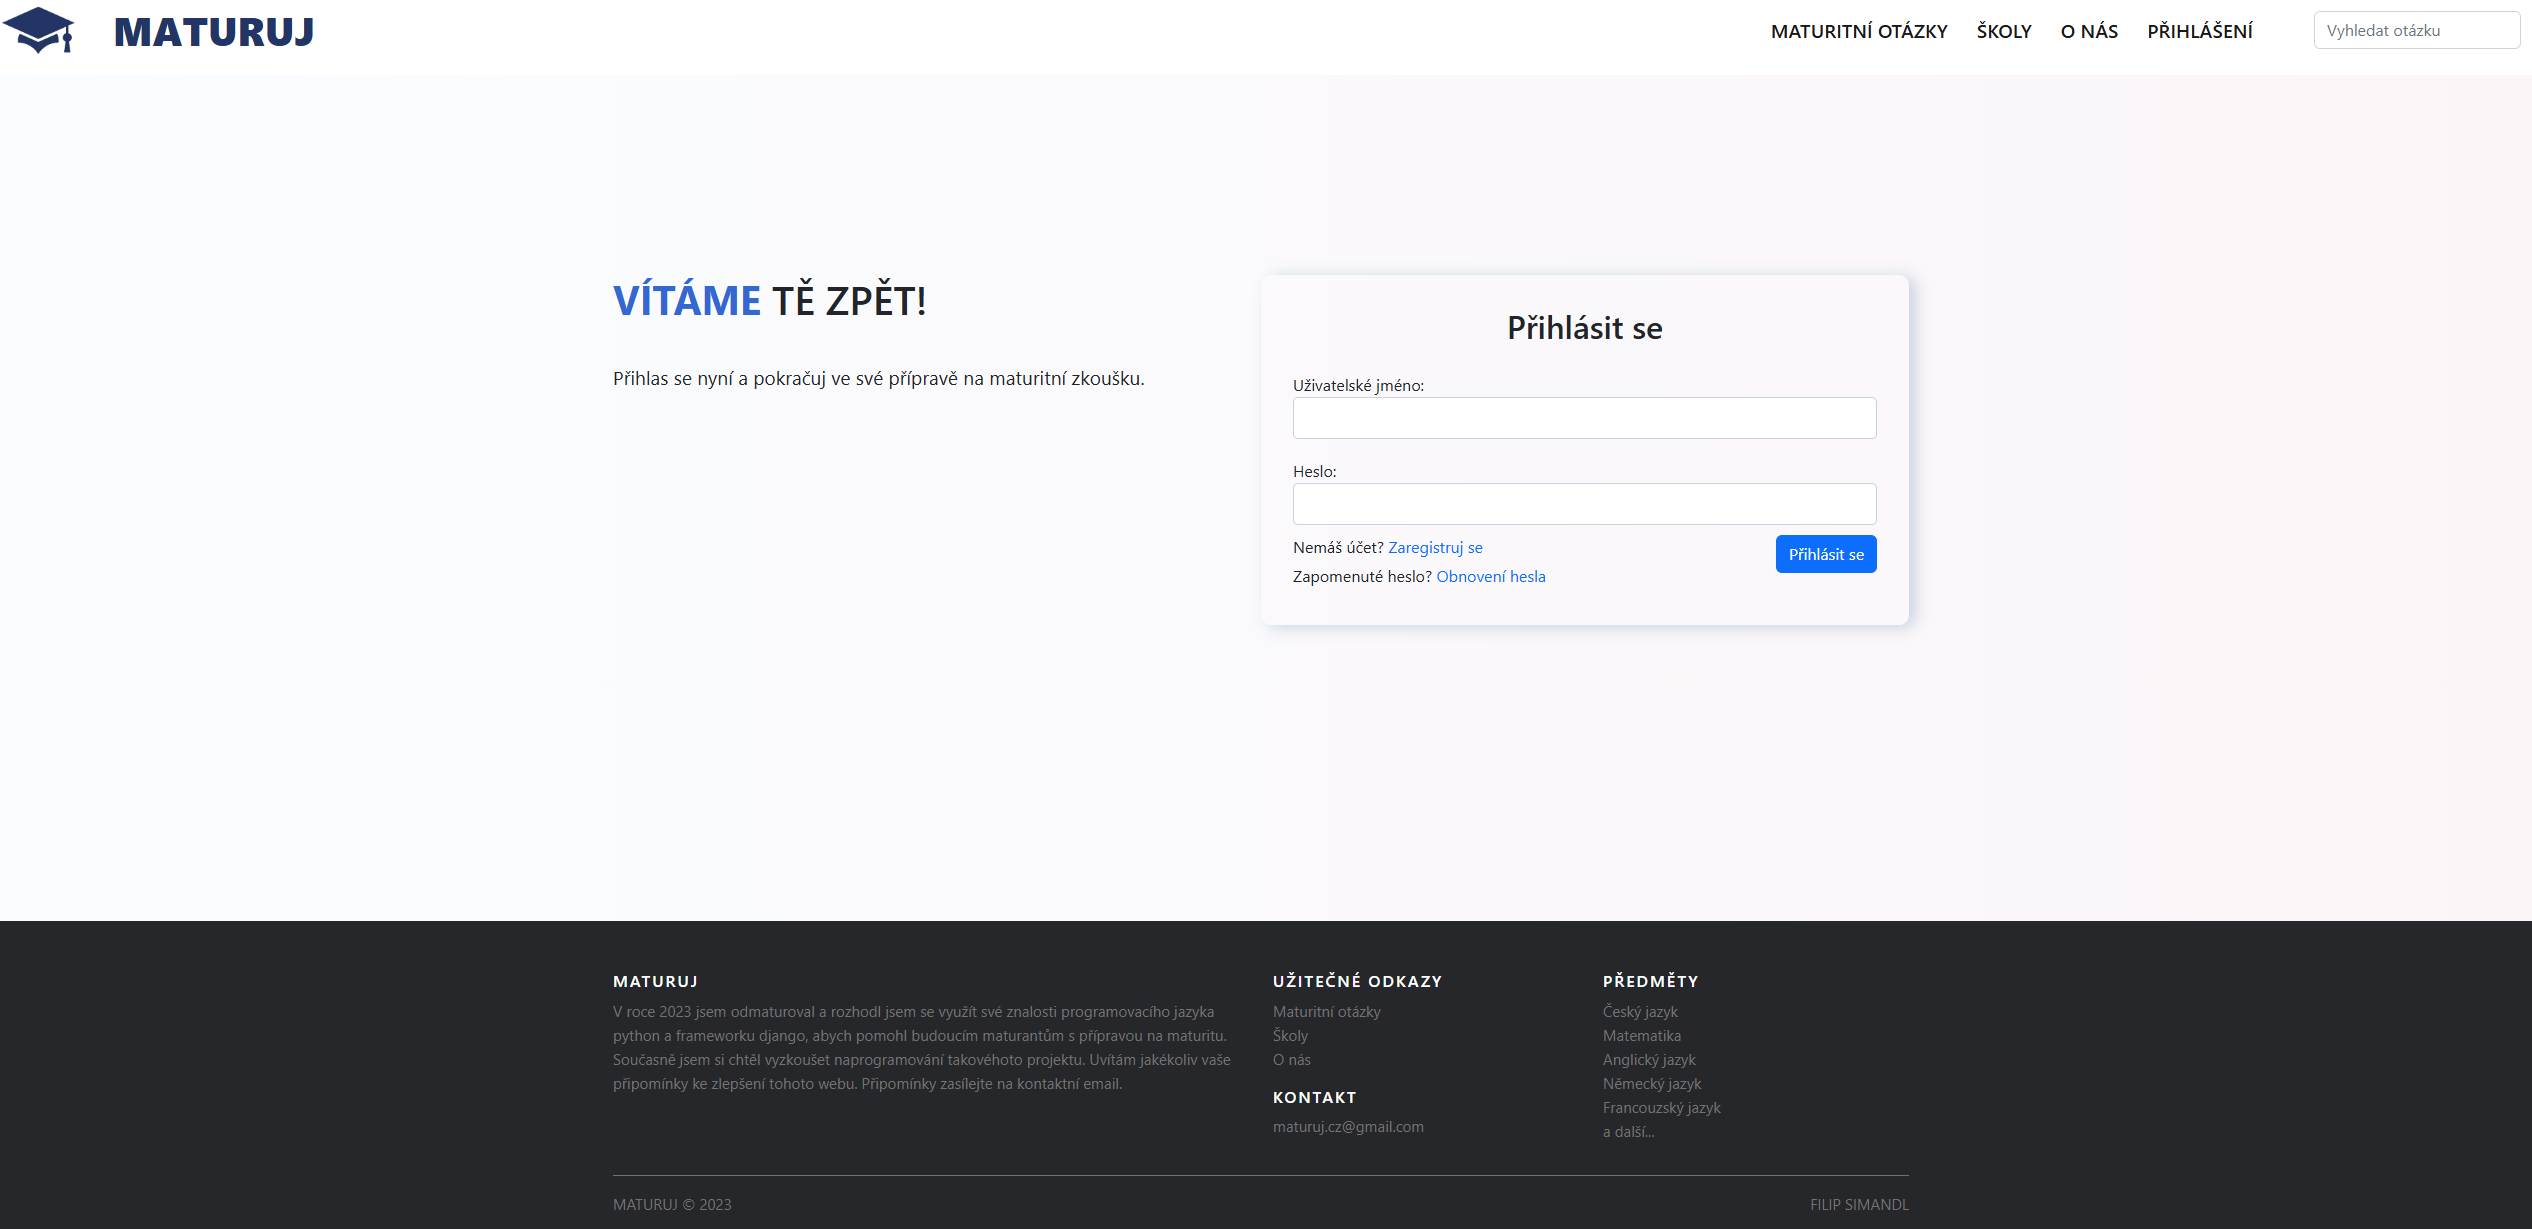 MATURUJ
MATURITNÍ OTÁZKY ŠKOLY O NÁS PŘIHLÁŠENÍ
Vyhledat otázku
VÍTÁME TĚ ZPĚT!
Přihlas se nyní a pokračuj ve své přípravě na maturitní zkoušku.
Přihlásit se
Uživatelské jméno:
Heslo:
Nemáš účet? Zaregistruj se
Zapomenuté heslo? Obnovení hesla
Přihlásit se
MATURUJ
V roce 2023 jsem odmaturoval a rozhodl jsem se využít své znalosti programovacího jazyka
python a frameworku django, abych pomohl budoucím maturantům s přípravou na maturitu.
Současně jsem si chtěl vyzkoušet naprogramování takovéhoto projektu. Uvítám jakékoliv vaše
připomínky ke zlepšení tohoto webu. Připomínky zasílejte na kontaktní email.
UŽITEČNÉ ODKAZY
Maturitní otázky
Školy
O nás
KONTAKT
maturuj.cz@gmail.com
PŘEDMĚTY
Český jazyk
Matematika
Anglický jazyk
Německý jazyk
Francouzský jazyk
a další...
MATURUJ © 2023
FILIP SIMANDL